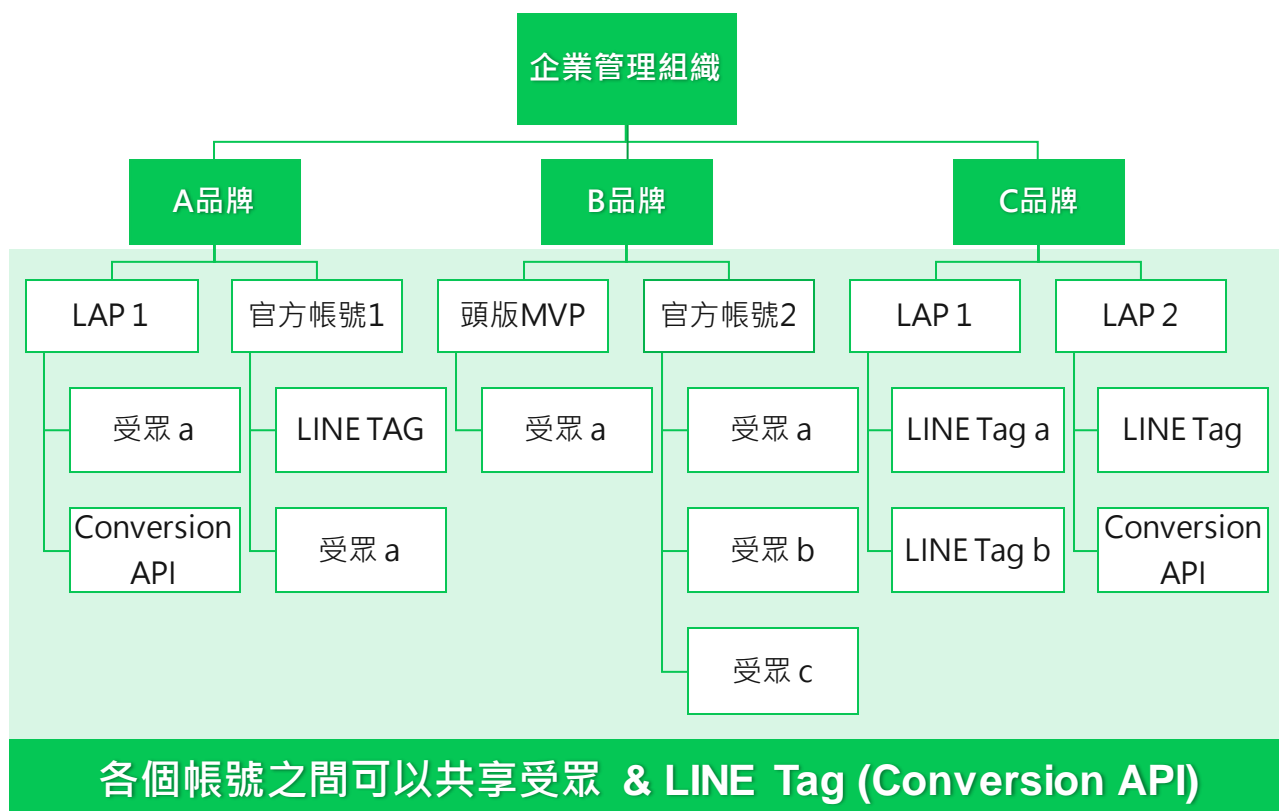 企業管理組織
A品牌
B品牌
C品牌
LAP 1
官方帳號1
頭版MVP
官方帳號2
LAP 1
LAP 2
受眾 a
LINE TAG
受眾 a
受眾 a
LINE Tag a
LINE Tag
Conversion
API
受眾 a
受眾 b
LINE Tag b
Conversion
API
受眾 c
各個帳號之間可以共享受眾 & LINE Tag (Conversion API)